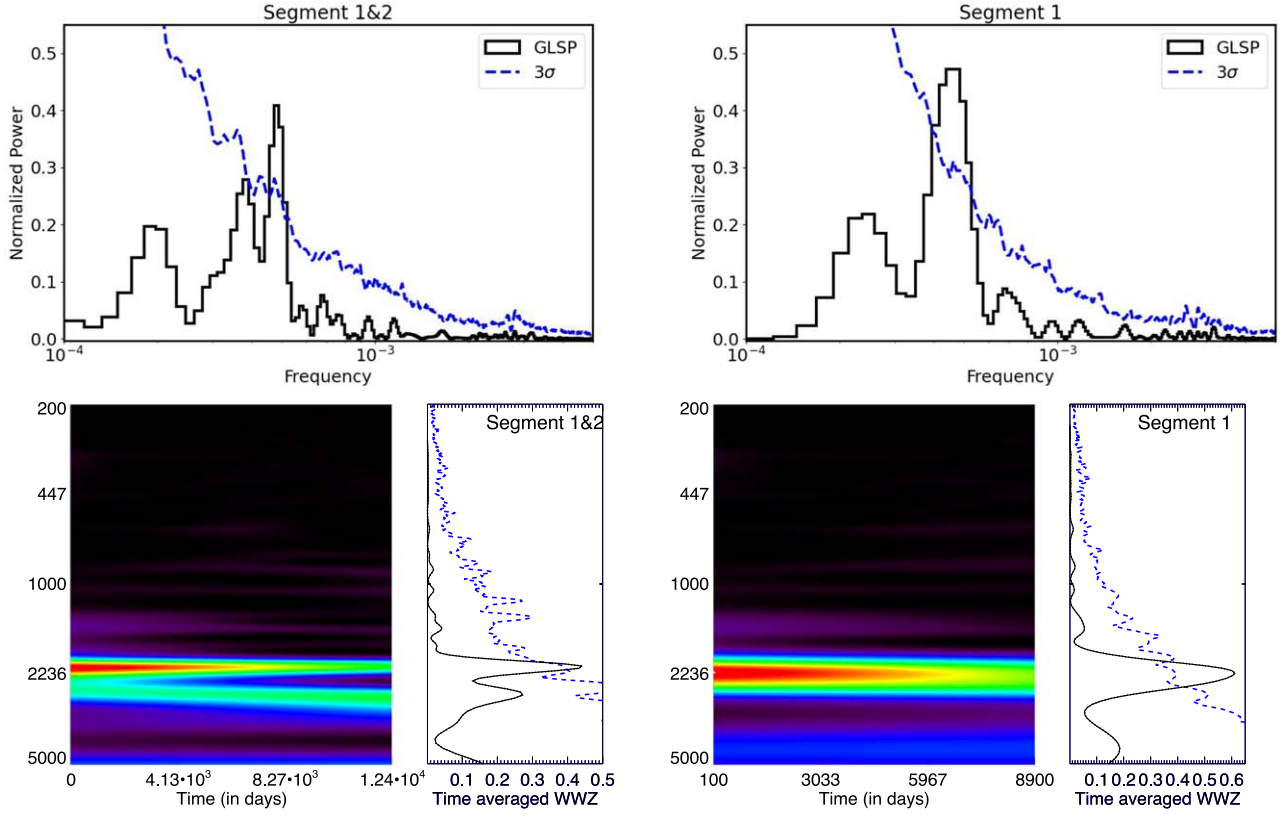 Segment 1&2
Normalized Power
0.5
0.4
0.3
0.2
0.1
0.0
GLSP
3σ
10⁻⁴
10⁻³
Frequency
Segment 1
Normalized Power
0.5
0.4
0.3
0.2
0.1
0.0
GLSP
3σ
10⁻⁴
10⁻³
Frequency
200
447
1000
2236
5000
0
4.13•10³
8.27•10³
1.24•10⁴
Time (in days)
Segment 1&2
0.1 0.2 0.3 0.4 0.5
Time averaged WWZ
200
447
1000
2236
5000
100
3033
5967
8900
Time (in days)
Segment 1
0.1 0.2 0.3 0.4 0.5 0.6
Time averaged WWZ